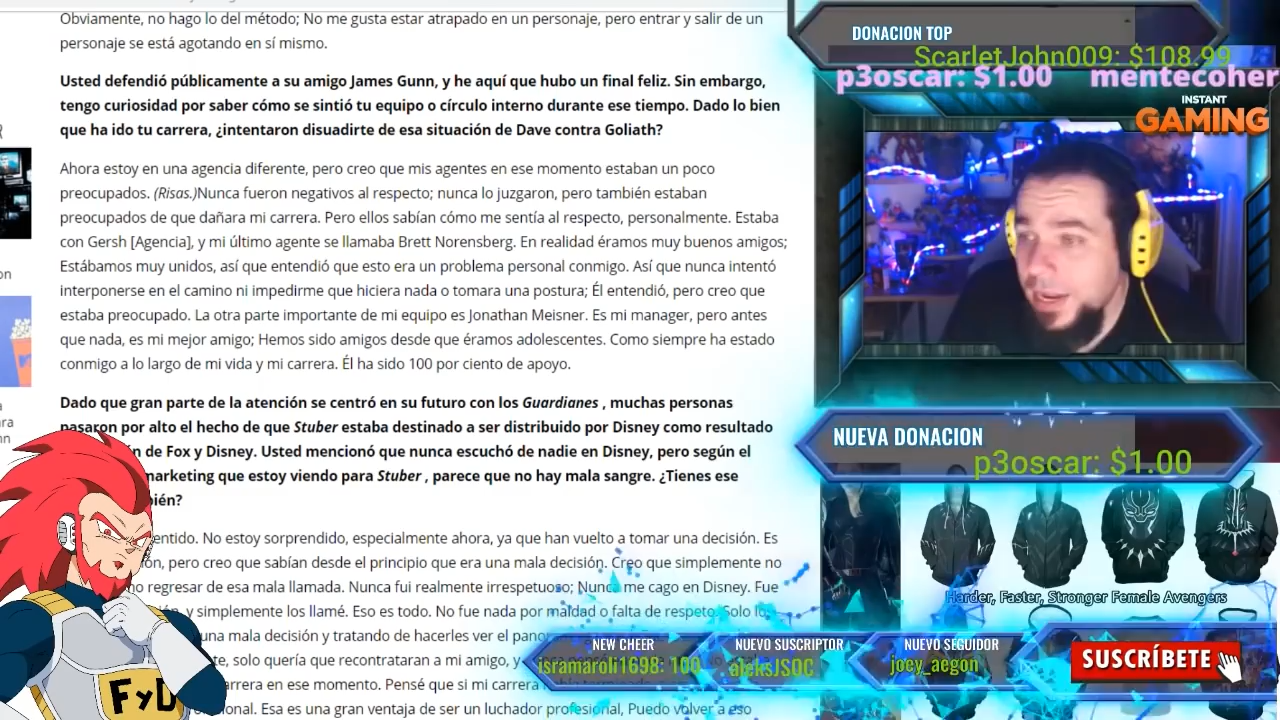 Obviamente, no hago lo del método; No me gusta estar atrapado en un personaje, pero entrar y salir de un
personaje se está agotando en sí mismo.
Usted defendió públicamente a su amigo James Gunn, y he aquí que hubo un final feliz. Sin embargo,
tengo curiosidad por saber cómo se sintió tu equipo o círculo interno durante ese tiempo. Dado lo bien
que ha ido tu carrera, ¿intentaron disuadirte de esa situación de Dave contra Goliath?
Ahora estoy en una agencia diferente, pero creo que mis agentes en ese momento estaban un poco
preocupados. (Risas.)Nunca fueron negativos al respecto; nunca lo juzgaron, pero también estaban
preocupados de que dañara mi carrera. Pero ellos sabían cómo me sentía al respecto, personalmente. Estaba
con Gersh [Agencia], y mi último agente se llamaba Brett Norensberg. En realidad éramos muy buenos amigos;
Estábamos muy unidos, así que entendió que esto era un problema personal conmigo. Así que nunca intentó
interponerse en el camino ni impedirme que hiciera nada o tomara una postura; Él entendió, pero creo que
estaba preocupado. La otra parte importante de mi equipo es Jonathan Meisner. Es mi manager, pero antes
que nada, es mi mejor amigo; Hemos sido amigos desde que éramos adolescentes. Como siempre ha estado
conmigo a lo largo de mi vida y mi carrera. Él ha sido 100 por ciento de apoyo.
Dado que gran parte de la atención se centró en su futuro con los Guardianes , muchas personas
pasaron por alto el hecho de que Stuber estaba destinado a ser distribuido por Disney como resultado
de Fox y Disney. Usted mencionó que nunca escuchó de nadie en Disney, pero según el
marketing que estoy viendo para Stuber , parece que no hay mala sangre. ¿Tienes ese
No estoy sorprendido, especialmente ahora, ya que han vuelto a tomar una decisión. Es
pero creo que sabían desde el principio que era una mala decisión. Creo que simplemente no
regresar de esa mala llamada. Nunca fui realmente irrespetuoso; Nunca me cago en Disney. Fue
y simplemente los llamé. Eso es todo. No fue nada por maldad o falta de respeto. Solo
una mala decisión y tratando de hacerles ver el
solo quería que recontrataran a mi amigo, y
en ese momento. Pensé que si mi carrera
Esa es una gran ventaja de ser un luchador profesional, Puedo volver a eso
DONACION TOP
ScarletJohn009: $108.99
p3oscar: $1.00 mentecoher
INSTANT
GAMING
NUEVA DONACION
p3oscar: $1.00
Harder, Faster, Stronger Female Avengers
NEW CHEER
isramaroli1698: 100
NUEVO SUSCRIPTOR
aleksJSOC
NUEVO SEGUIDOR
joey_aegon
SUSCRÍBETE
FyD